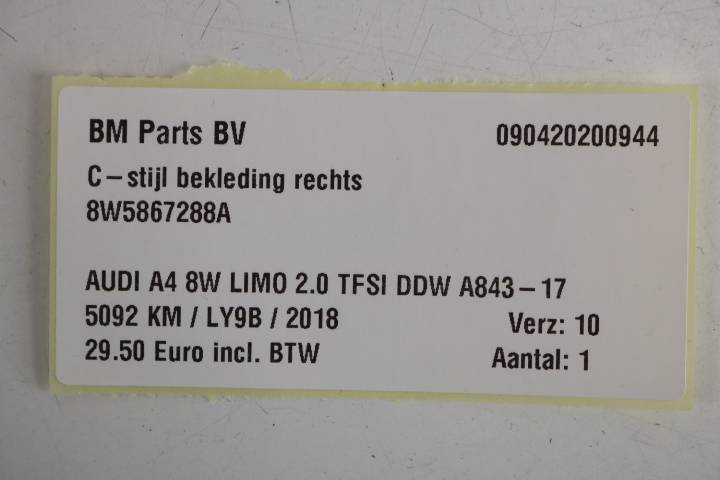 BM Parts BV 090420200944
C-stijl bekleding rechts
8W5867288A
AUDI A4 8W LIMO 2.0 TFSI DDW A843-17
5092 KM / LY9B / 2018 Verz: 10
29.50 Euro incl. BTW Aantal: 1